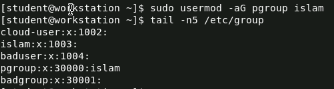 [student@workstation ~]$ sudo usermod -aG pgroup islam
[student@workstation ~]$ tail -n5 /etc/group
cloud-user:x:1002:
islam:x:1003:
baduser:x:1004:
pgroup:x:30000:islam
badgroup:x:30001: